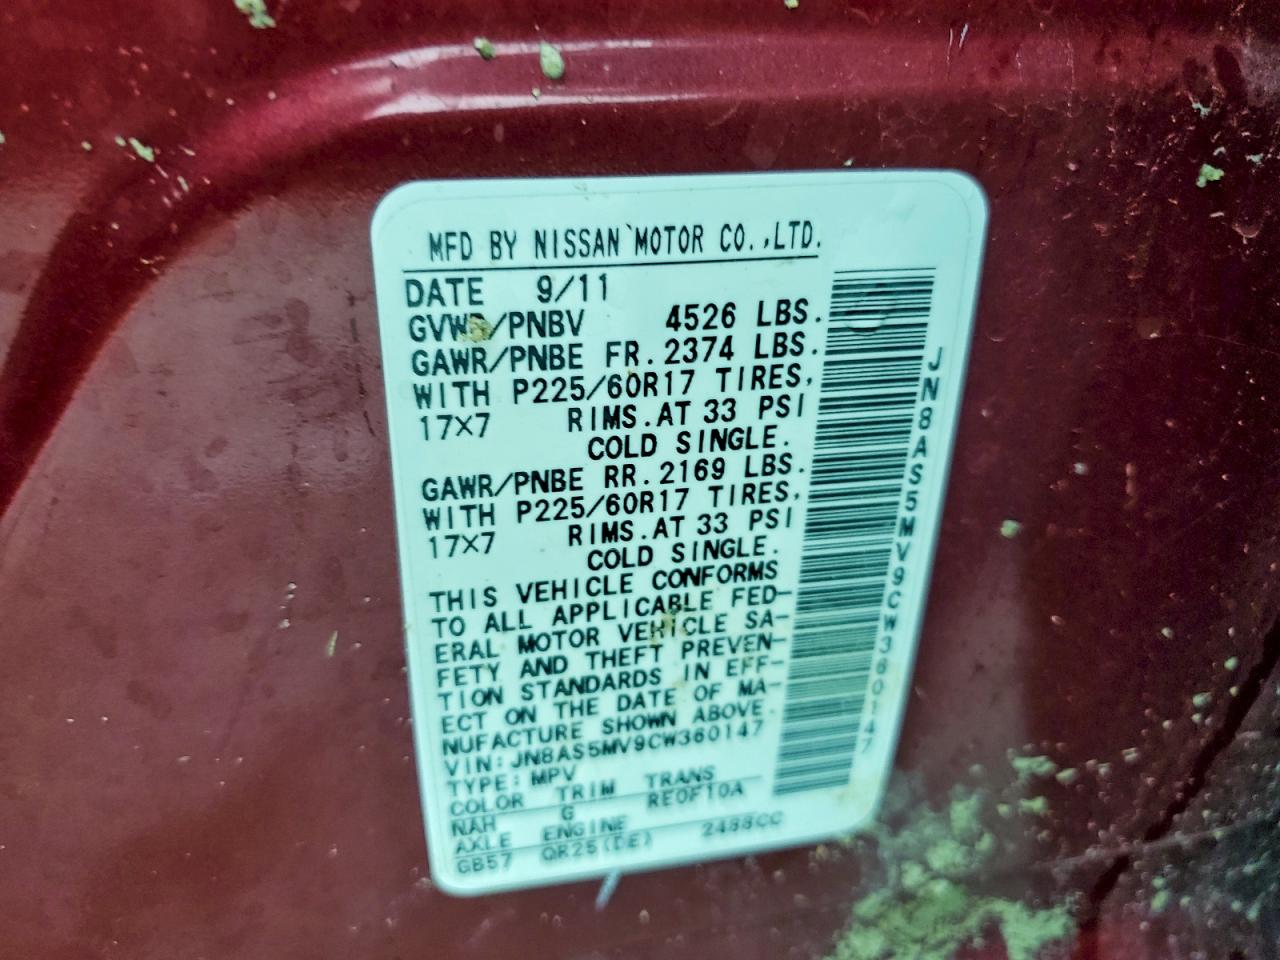 MFD BY NISSAN MOTOR CO.,LTD.
DATE 9/11
GVWR/PNBV 4526 LBS.
GAWR/PNBE FR. 2374 LBS.
WITH P225/60R17 TIRES,
17X7 RIMS. AT 33 PSI
COLD SINGLE.
GAWR/PNBE RR. 2169 LBS.
WITH P225/60R17 TIRES,
17X7 RIMS. AT 33 PSI
COLD SINGLE.
THIS VEHICLE CONFORMS
TO ALL APPLICABLE FED-
ERAL MOTOR VEHICLE SA-
FETY AND THEFT PREVEN-
TION STANDARDS IN EFF-
ECT ON THE DATE OF MA-
NUFACTURE SHOWN ABOVE.
VIN: JN8AS5MV9CW360147
TYPE: MPV
COLOR TRIM TRANS
NAH G RE0F10A
AXLE ENGINE
GB57 QR25(DE) 2488CC
JN8AS5MV9CW360147